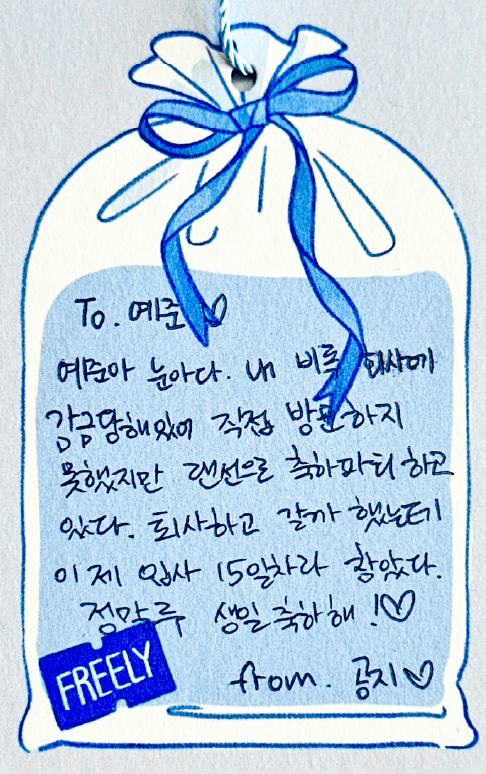 To. 예준 ♡
예준아 눈아다. 내 비록 회사에
감금당해있어 직접 방문하지
못했지만 랜선으로 축하파티 하고
있다. 퇴사하고 갈까 했는데
이제 입사 15일차라 참았다.
정말루 생일축하해!♡
FREELY
from. 공지♡